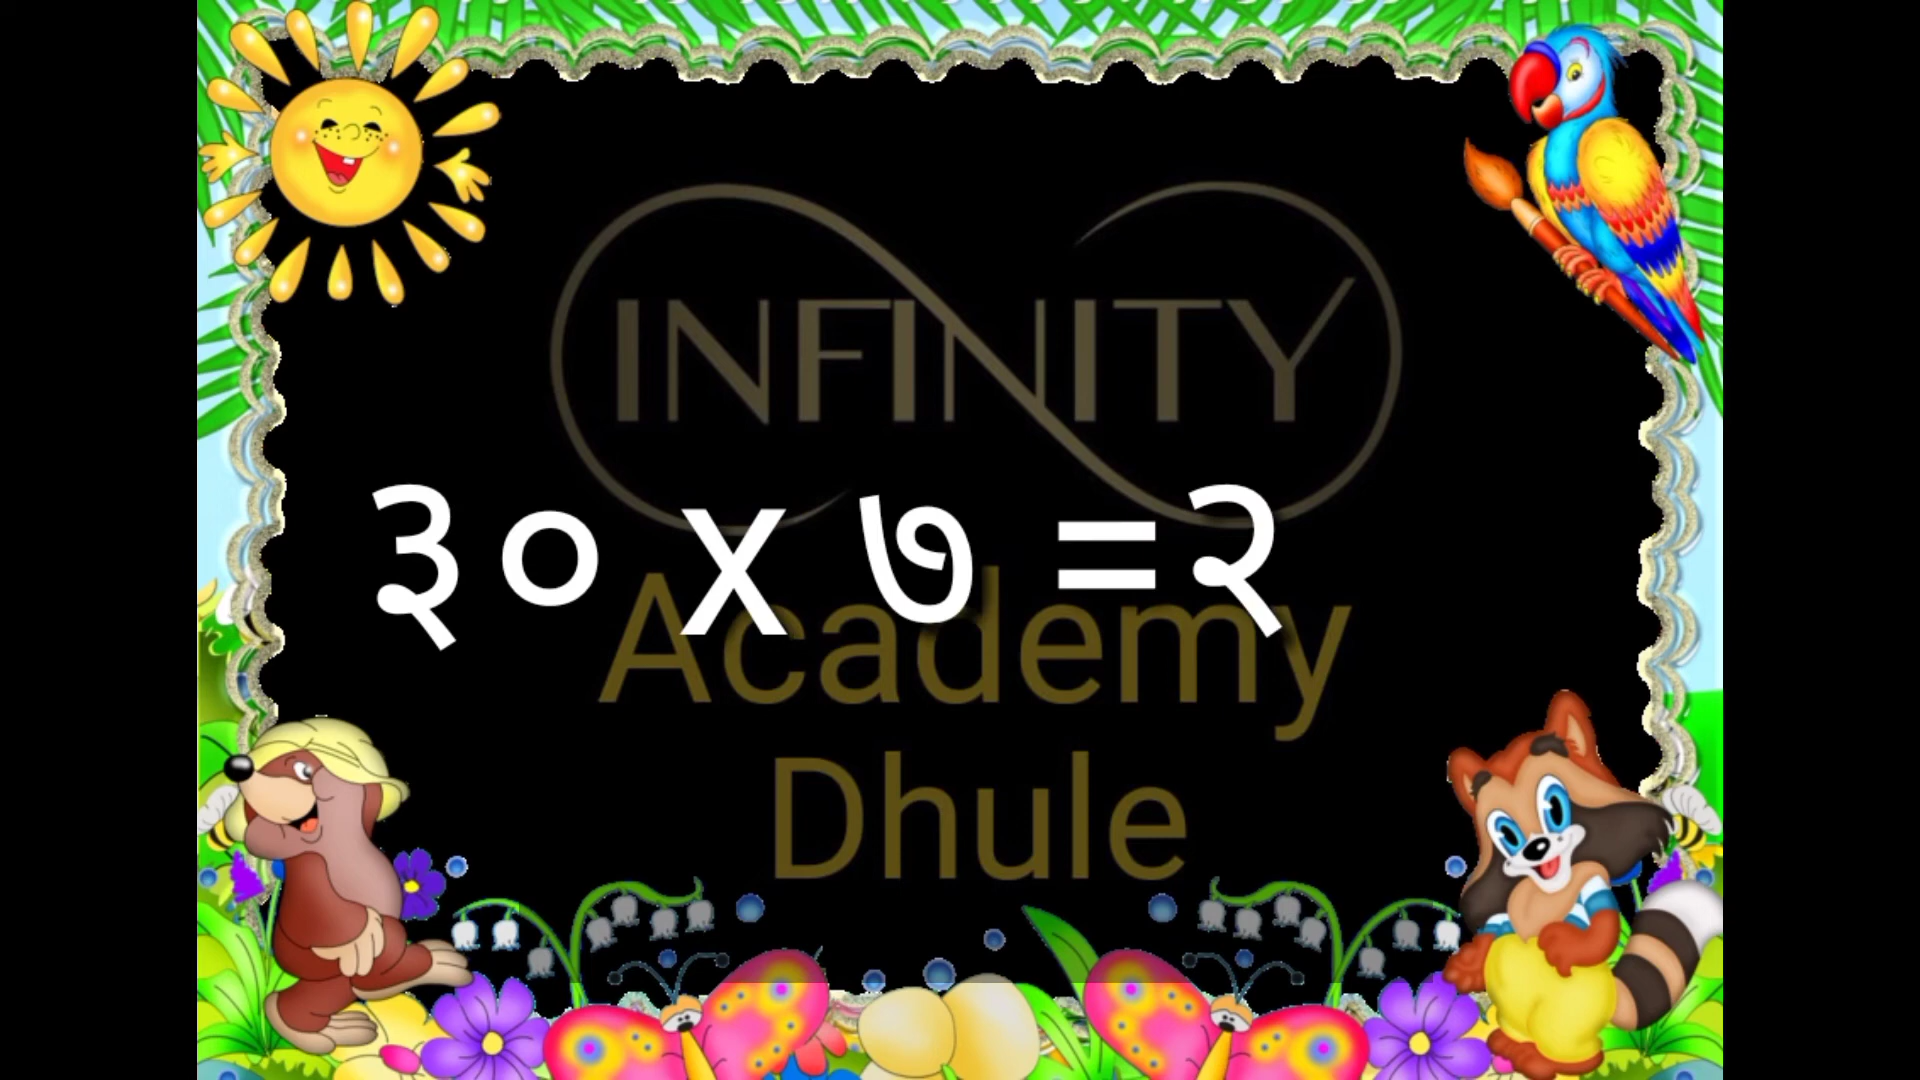 INFINITY
३० x ७ =२
Academy
Dhule